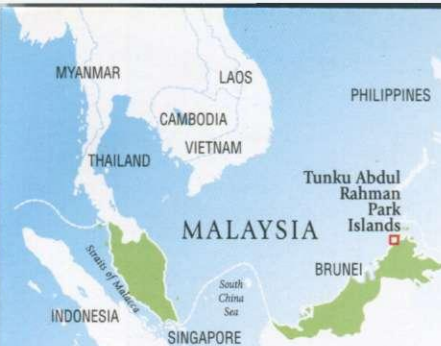 MYANMAR
LAOS
PHILIPPINES
CAMBODIA
VIETNAM
THAILAND
Tunku Abdul
Rahman
Park
Islands
MALAYSIA
BRUNEI
Straits of Malacca
South
China
Sea
INDONESIA
SINGAPORE